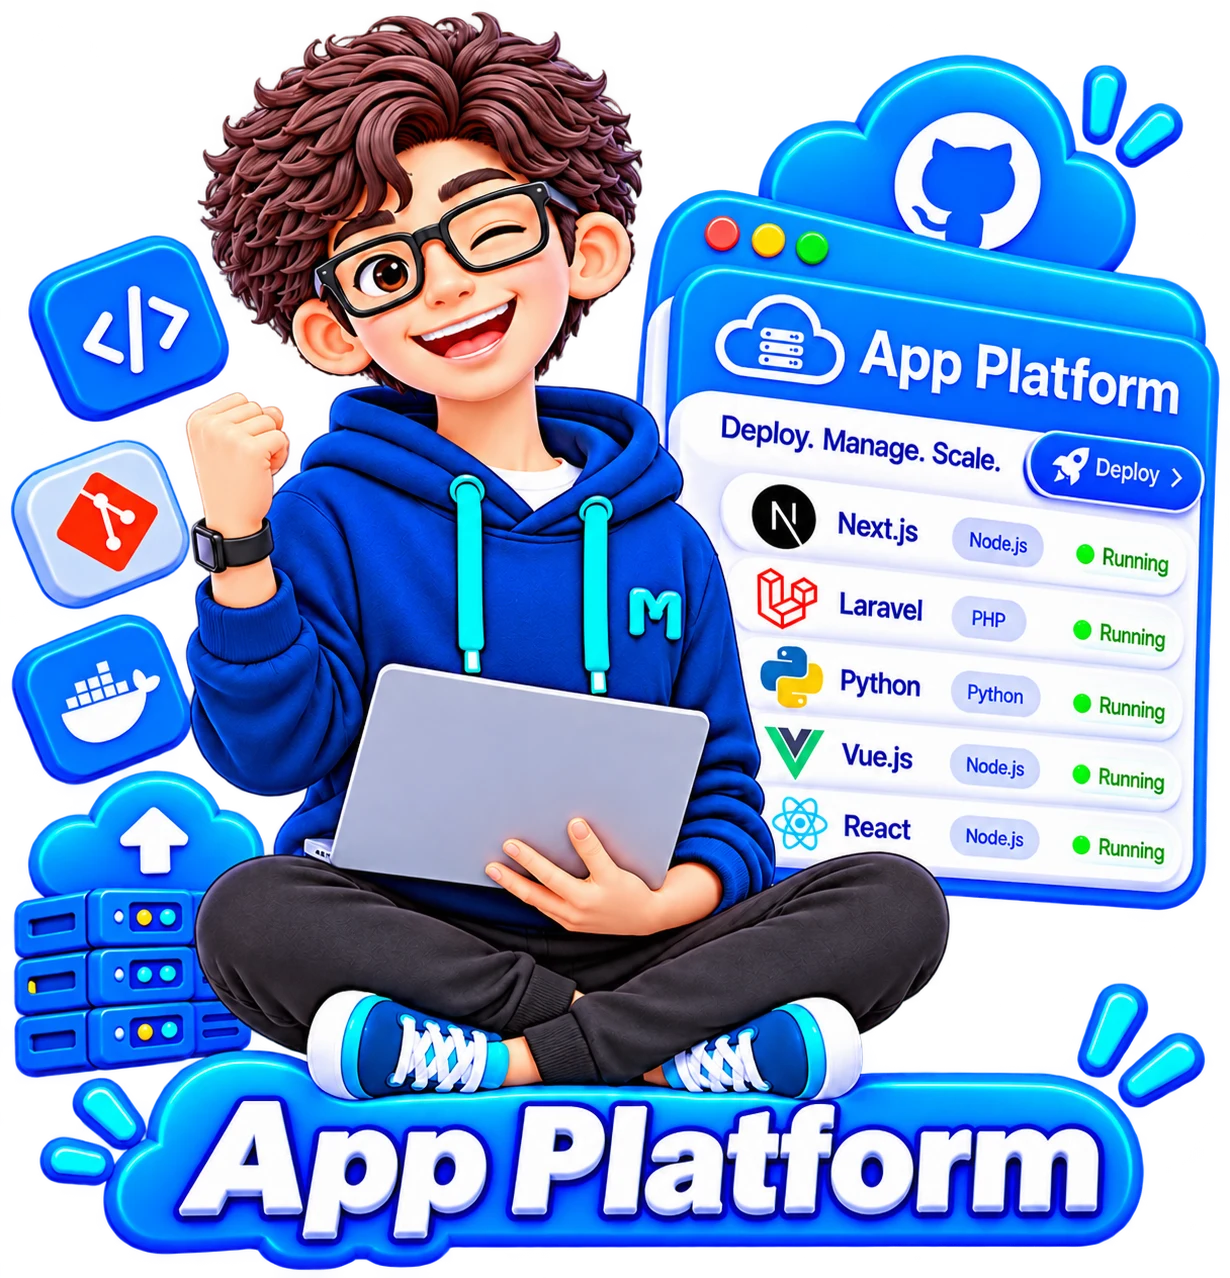 </>
App Platform
Deploy. Manage. Scale.
Deploy >
N Next.js Node.js Running
Laravel PHP Running
Python Python Running
Vue.js Node.js Running
React Node.js Running
M
App Platform